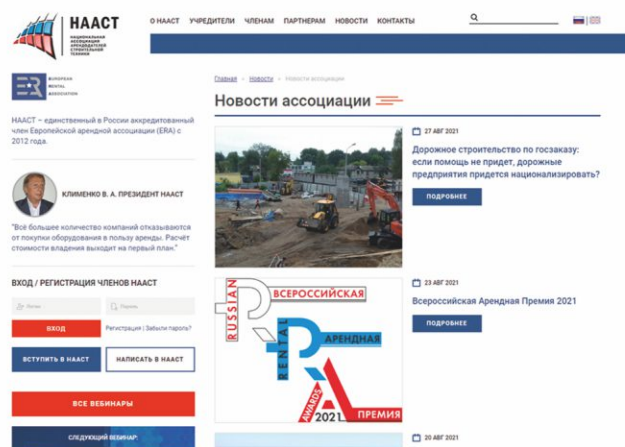 НААСТ
НАЦИОНАЛЬНАЯ
АССОЦИАЦИЯ
АРЕНДОДАТЕЛЕЙ
СТРОИТЕЛЬНОЙ
ТЕХНИКИ
О НААСТ УЧРЕДИТЕЛИ ЧЛЕНАМ ПАРТНЕРАМ НОВОСТИ КОНТАКТЫ
ERA
EUROPEAN
RENTAL
ASSOCIATION
НААСТ – единственный в России аккредитованный
член Европейской арендной ассоциации (ERA) с
2012 года.
КЛИМЕНКО В. А. ПРЕЗИДЕНТ НААСТ
"Всё большее количество компаний отказываются
от покупки оборудования в пользу аренды. Расчёт
стоимости владения выходит на первый план."
ВХОД / РЕГИСТРАЦИЯ ЧЛЕНОВ НААСТ
Логин
Пароль
ВХОД
Регистрация | Забыли пароль?
ВСТУПИТЬ В НААСТ
НАПИСАТЬ В НААСТ
ВСЕ ВЕБИНАРЫ
СЛЕДУЮЩИЙ ВЕБИНАР:
Главная - Новости - Новости ассоциации
Новости ассоциации
27 АВГ 2021
Дорожное строительство по госзаказу:
если помощь не придет, дорожные
предприятия придется национализировать?
ПОДРОБНЕЕ
RUSSIAN
ВСЕРОССИЙСКАЯ
RENTAL
АРЕНДНАЯ
AWARDS
2021
ПРЕМИЯ
23 АВГ 2021
Всероссийская Арендная Премия 2021
ПОДРОБНЕЕ
20 АВГ 2021